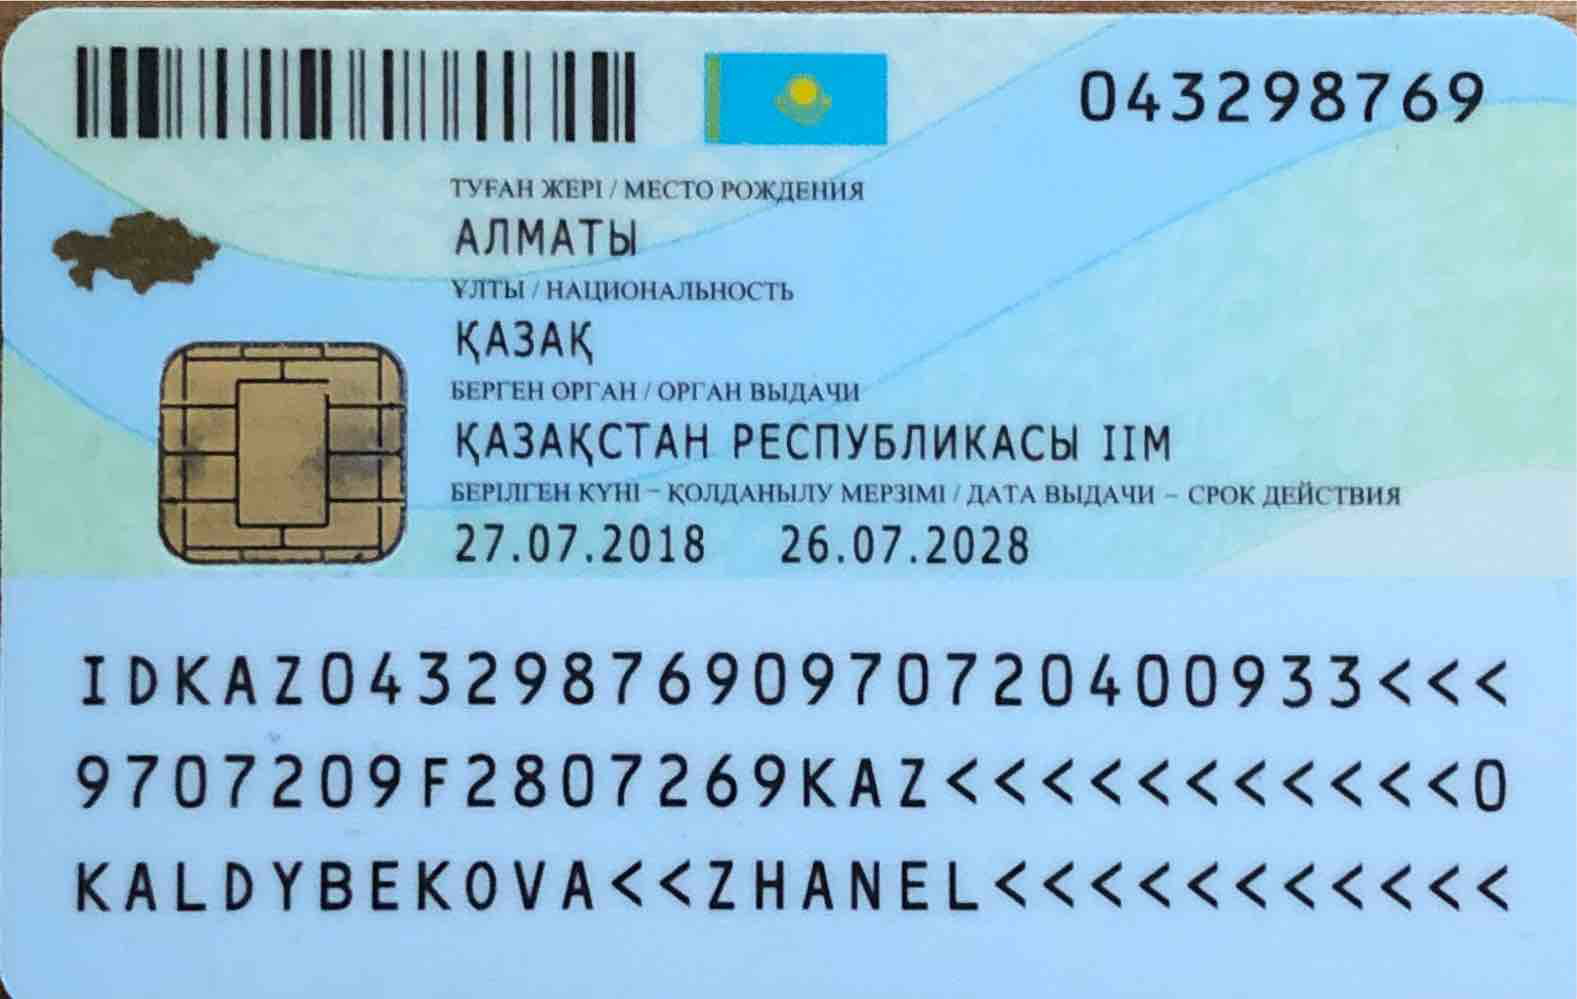 043298769
ТУҒАН ЖЕРІ / МЕСТО РОЖДЕНИЯ
АЛМАТЫ
ҰЛТЫ / НАЦИОНАЛЬНОСТЬ
ҚАЗАҚ
БЕРГЕН ОРГАН / ОРГАН ВЫДАЧИ
ҚАЗАҚСТАН РЕСПУБЛИКАСЫ ІІМ
БЕРІЛГЕН КҮНІ – ҚОЛДАНЫЛУ МЕРЗІМІ / ДАТА ВЫДАЧИ – СРОК ДЕЙСТВИЯ
27.07.2018 26.07.2028
IDKAZ0432987690970720400933<<<
9707209F2807269KAZ<<<<<<<<<<<0
KALDYBEKOVA<<ZHANEL<<<<<<<<<<<